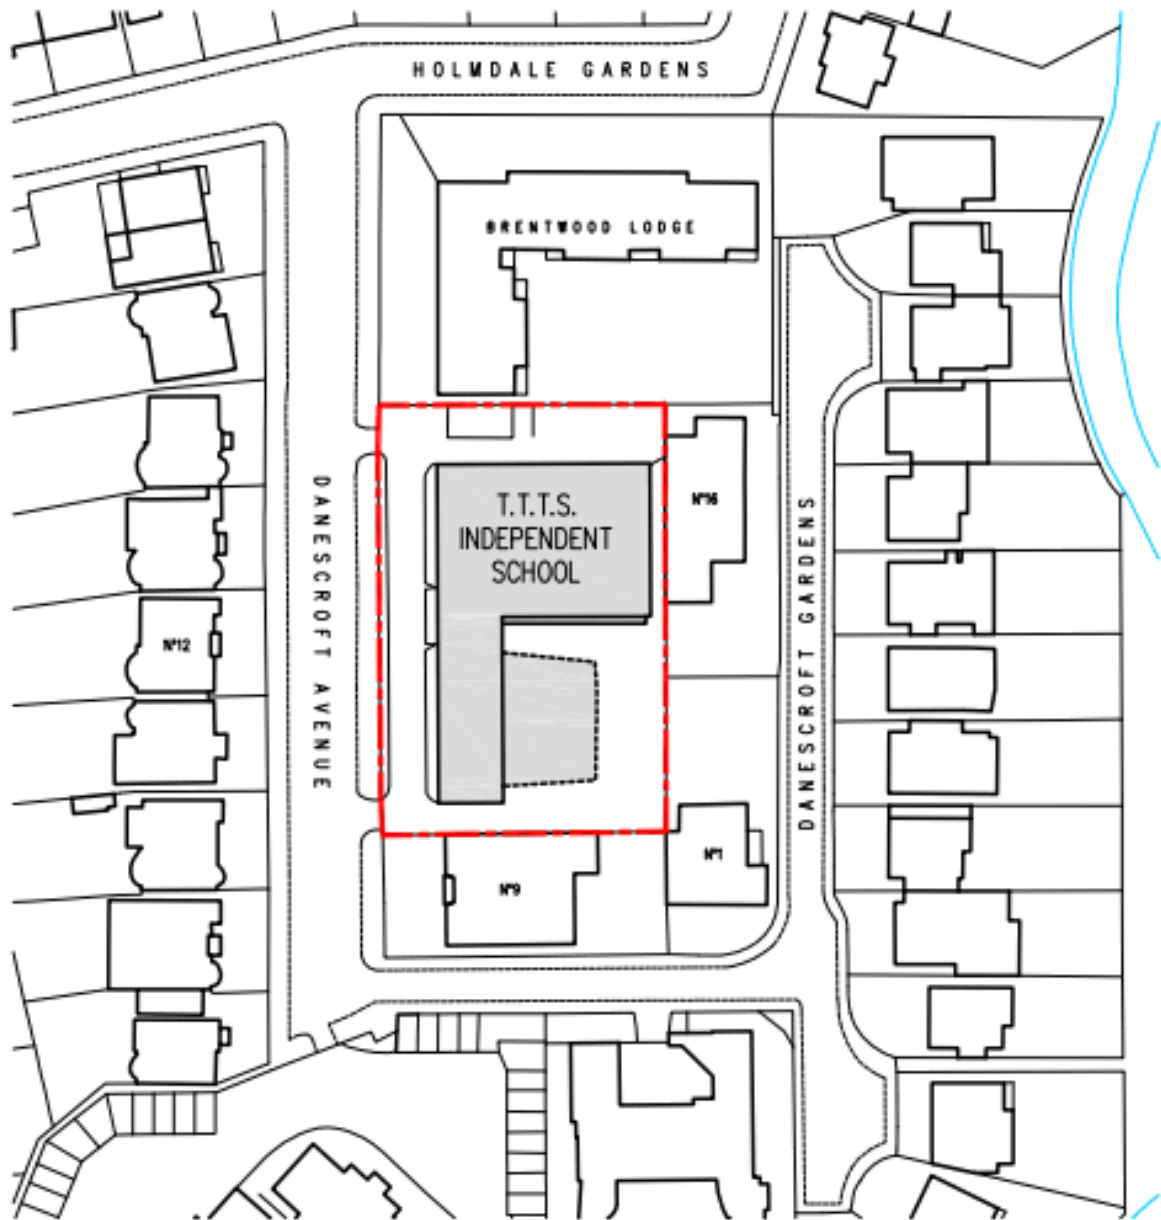 HOLMDALE GARDENS
BRENTWOOD LODGE
T.T.T.S.
INDEPENDENT
SCHOOL
Nº16
DANESCROFT AVENUE
DANESCROFT GARDENS
Nº12
Nº1
Nº9